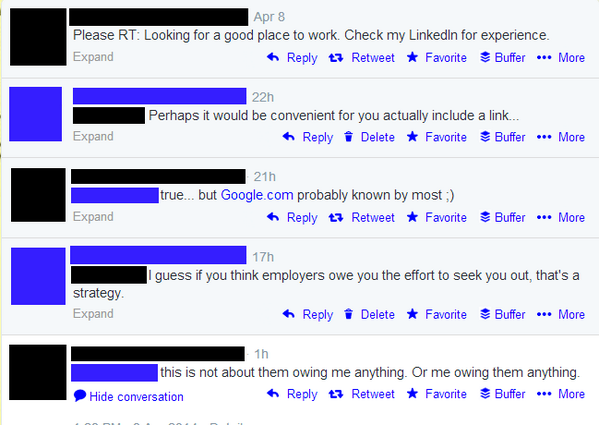 Apr 8
Please RT: Looking for a good place to work. Check my LinkedIn for experience.
Expand Reply Retweet Favorite Buffer More
22h
Perhaps it would be convenient for you actually include a link...
Expand Reply Delete Favorite Buffer More
21h
true... but Google.com probably known by most ;)
Expand Reply Retweet Favorite Buffer More
17h
I guess if you think employers owe you the effort to seek you out, that's a
strategy.
Expand Reply Delete Favorite Buffer More
1h
this is not about them owing me anything. Or me owing them anything.
Hide conversation Reply Retweet Favorite Buffer More